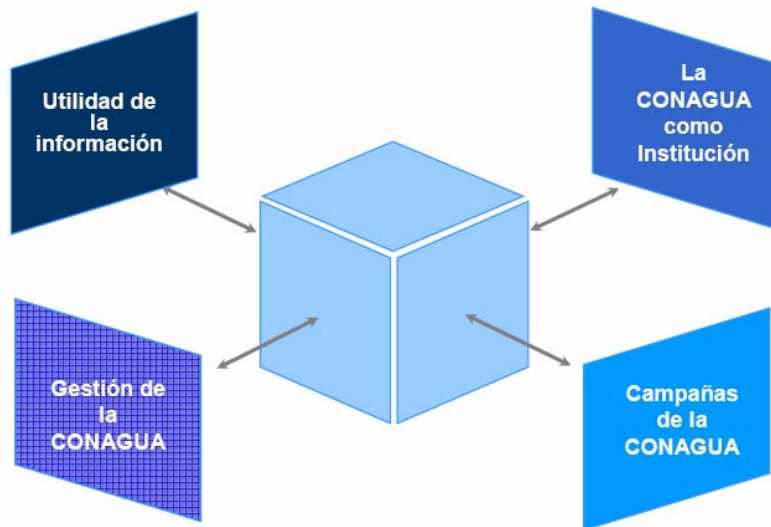 Utilidad de
la
información
La
CONAGUA
como
Institución
Gestión de
la
CONAGUA
Campañas
de la
CONAGUA